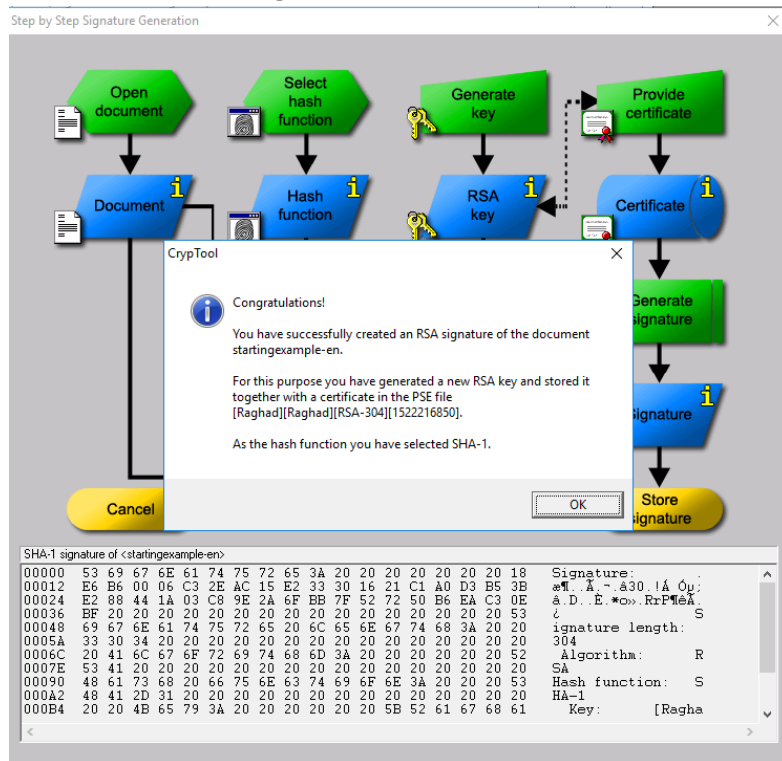 Step by Step Signature Generation
Open
document
Select
hash
function
Generate
key
Provide
certificate
Document
i
Hash
function
i
RSA
key
i
Certificate
i
CrypTool
Congratulations!
You have successfully created an RSA signature of the document
startingexample-en.
For this purpose you have generated a new RSA key and stored it
together with a certificate in the PSE file
[Raghad][Raghad][RSA-304][1522216850].
As the hash function you have selected SHA-1.
OK
Generate
signature
Signature
i
Cancel
Store
signature
SHA-1 signature of <startingexample-en>
00000 53 69 67 6E 61 74 75 72 65 3A 20 20 20 20 20 20 20 18 Signature: .
00012 E6 B6 00 06 C3 2E AC 15 E2 33 30 16 21 C1 A0 D3 B5 3B æ¶..Ã.¬.â30.!Á Óµ;
00024 E2 88 44 1A 03 C8 9E 2A 6F BB 7F 52 72 50 B6 EA C3 0E â.D..È.*o».RrP¶êÃ.
00036 BF 20 20 20 20 20 20 20 20 20 20 20 20 20 20 20 20 53 ¿ S
00048 69 67 6E 61 74 75 72 65 20 6C 65 6E 67 74 68 3A 20 20 ignature length:
0005A 33 30 34 20 20 20 20 20 20 20 20 20 20 20 20 20 20 20 304
0006C 20 41 6C 67 6F 72 69 74 68 6D 3A 20 20 20 20 20 20 52 Algorithm: R
0007E 53 41 20 20 20 20 20 20 20 20 20 20 20 20 20 20 20 20 SA
00090 48 61 73 68 20 66 75 6E 63 74 69 6F 6E 3A 20 20 20 53 Hash function: S
000A2 48 41 2D 31 20 20 20 20 20 20 20 20 20 20 20 20 20 20 HA-1
000B4 20 20 4B 65 79 3A 20 20 20 20 20 20 5B 52 61 67 68 61 Key: [Ragha